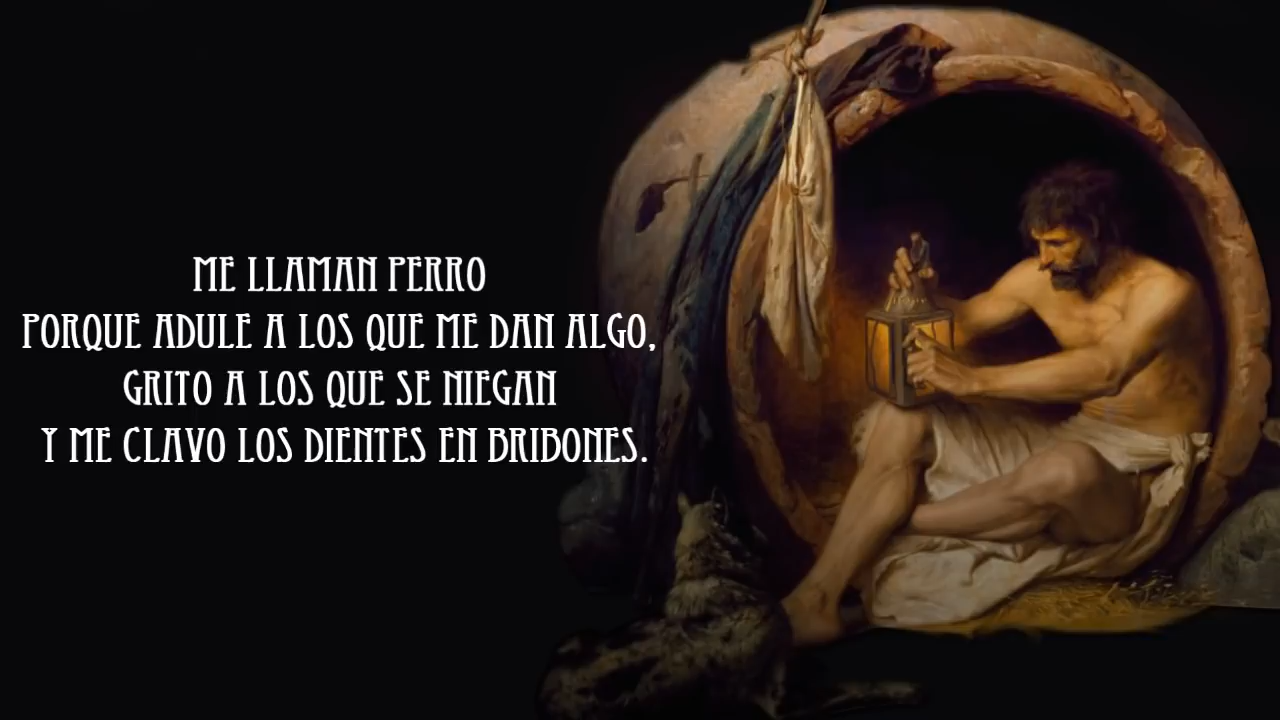 ME LLAMAN PERRO
PORQUE ADULE A LOS QUE ME DAN ALGO,
GRITO A LOS QUE SE NIEGAN
Y ME CLAVO LOS DIENTES EN BRIBONES.